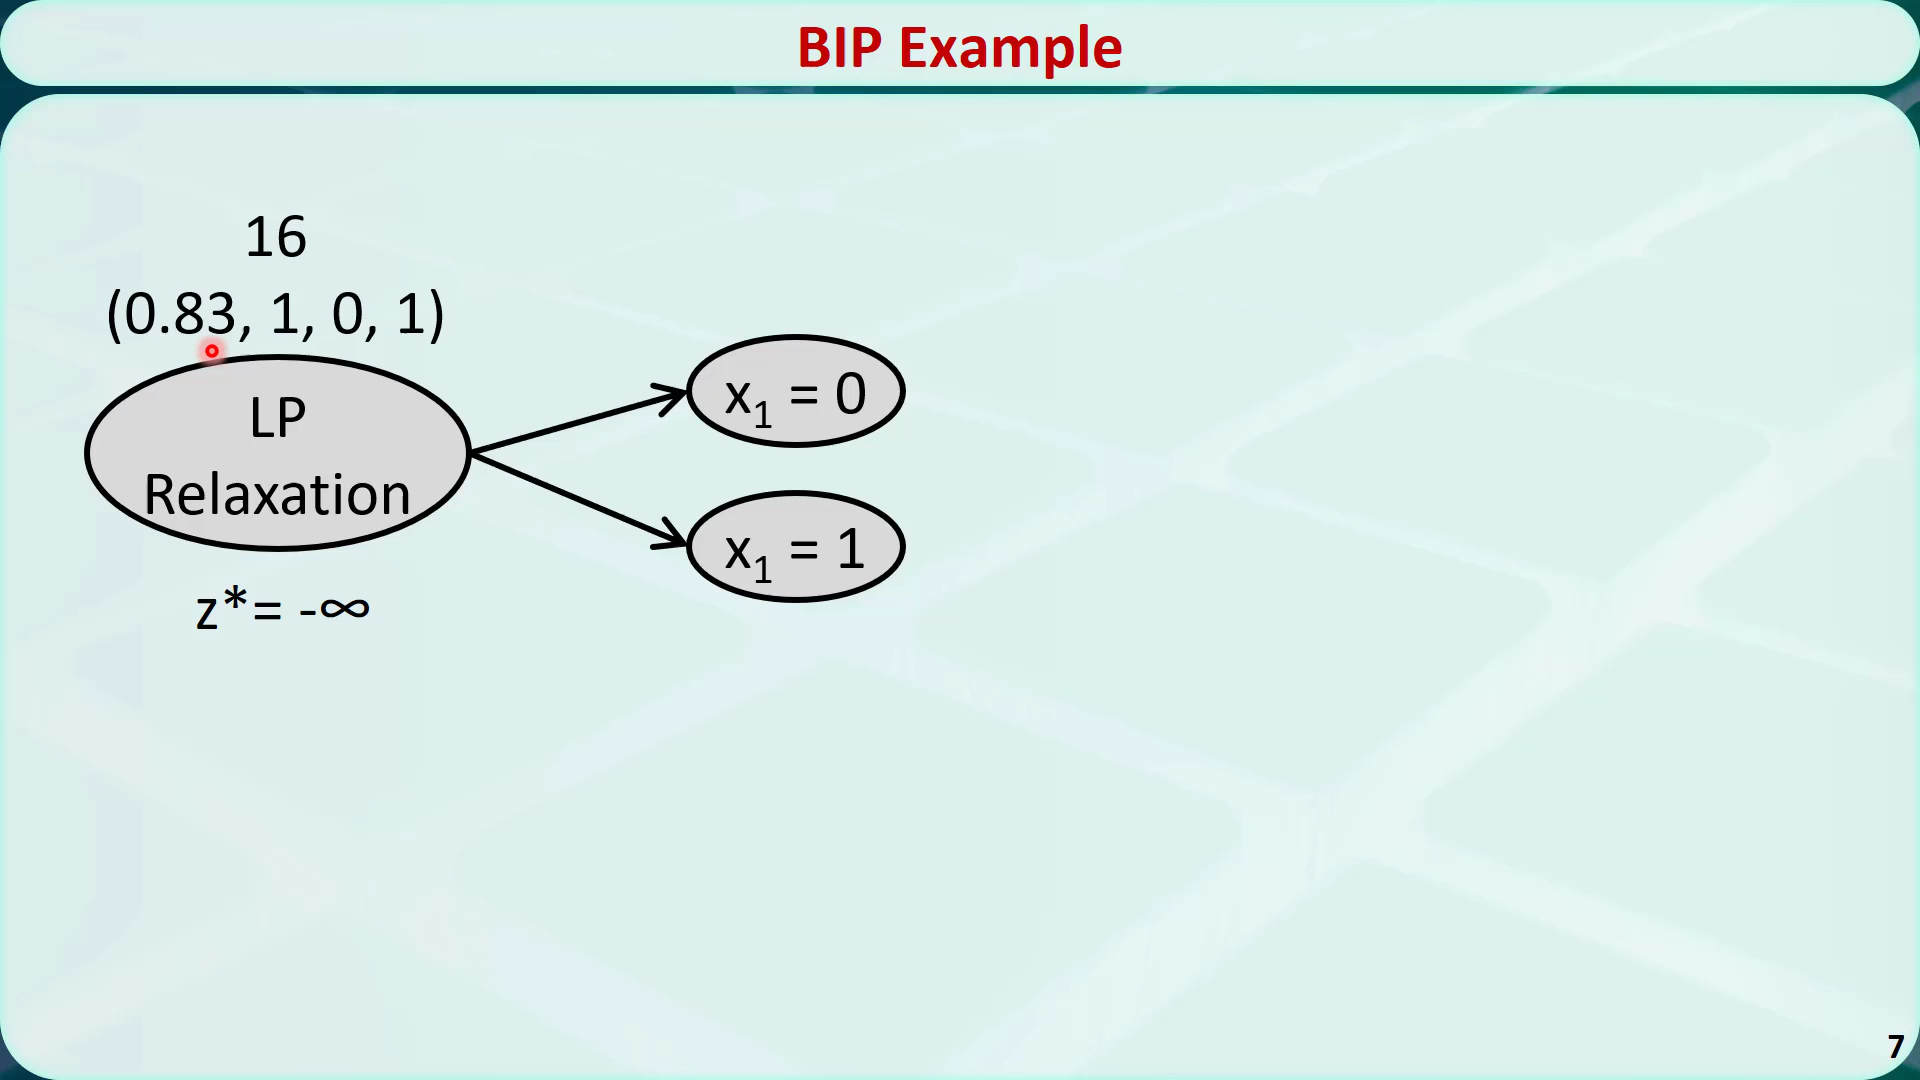 BIP Example
16
(0.83, 1, 0, 1)
LP
Relaxation
z*= -∞
x₁ = 0
x₁ = 1
7